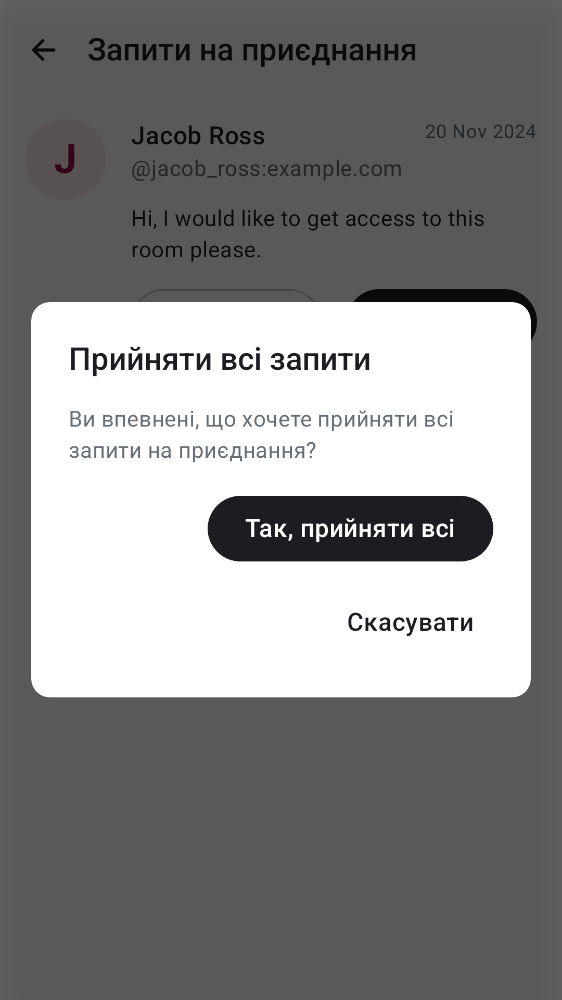 Запити на приєднання
J
Jacob Ross
20 Nov 2024
@jacob_ross:example.com
Hi, I would like to get access to this
room please.
Прийняти всі запити
Ви впевнені, що хочете прийняти всі
запити на приєднання?
Так, прийняти всі
Скасувати